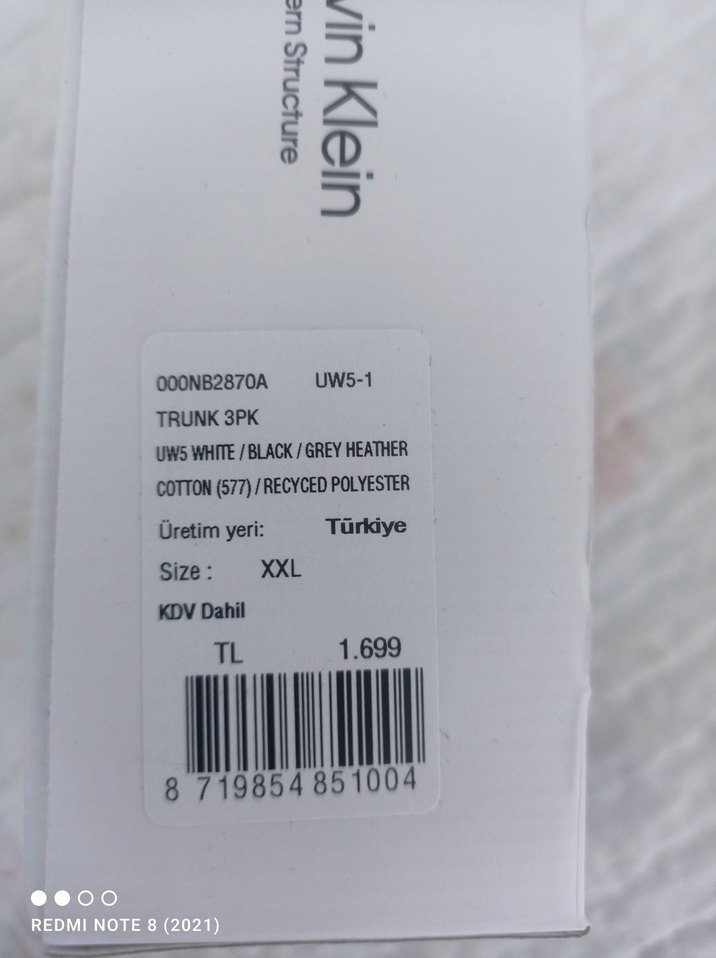 vin Klein
ern Structure
000NB2870A UW5-1
TRUNK 3PK
UW5 WHITE / BLACK / GREY HEATHER
COTTON (577) / RECYCED POLYESTER
Üretim yeri: Türkiye
Size : XXL
KDV Dahil
TL 1.699
8 719854 851004
REDMI NOTE 8 (2021)